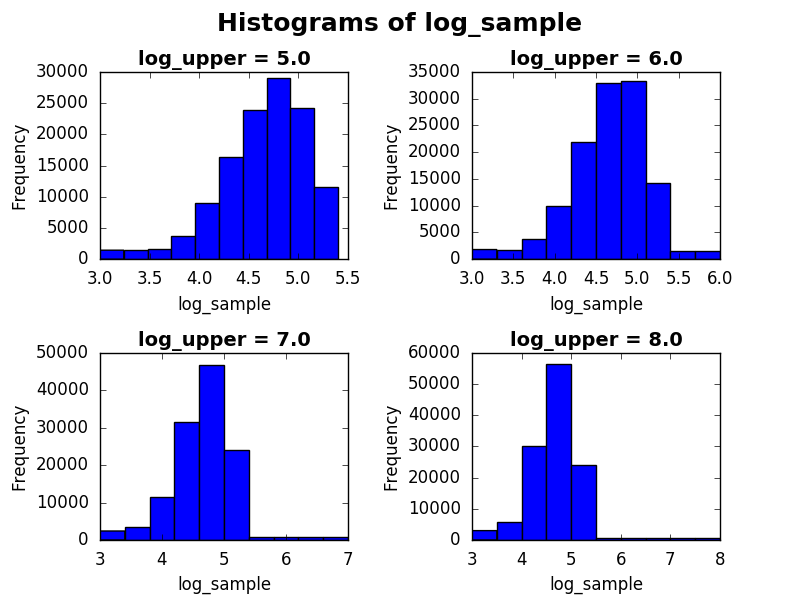 Histograms of log_sample
log_upper = 5.0
30000
25000
20000
15000
10000
5000
0
Frequency
3.0 3.5 4.0 4.5 5.0 5.5
log_sample
log_upper = 6.0
35000
30000
25000
20000
15000
10000
5000
0
Frequency
3.0 3.5 4.0 4.5 5.0 5.5 6.0
log_sample
log_upper = 7.0
50000
40000
30000
20000
10000
0
Frequency
3 4 5 6 7
log_sample
log_upper = 8.0
60000
50000
40000
30000
20000
10000
0
Frequency
3 4 5 6 7 8
log_sample